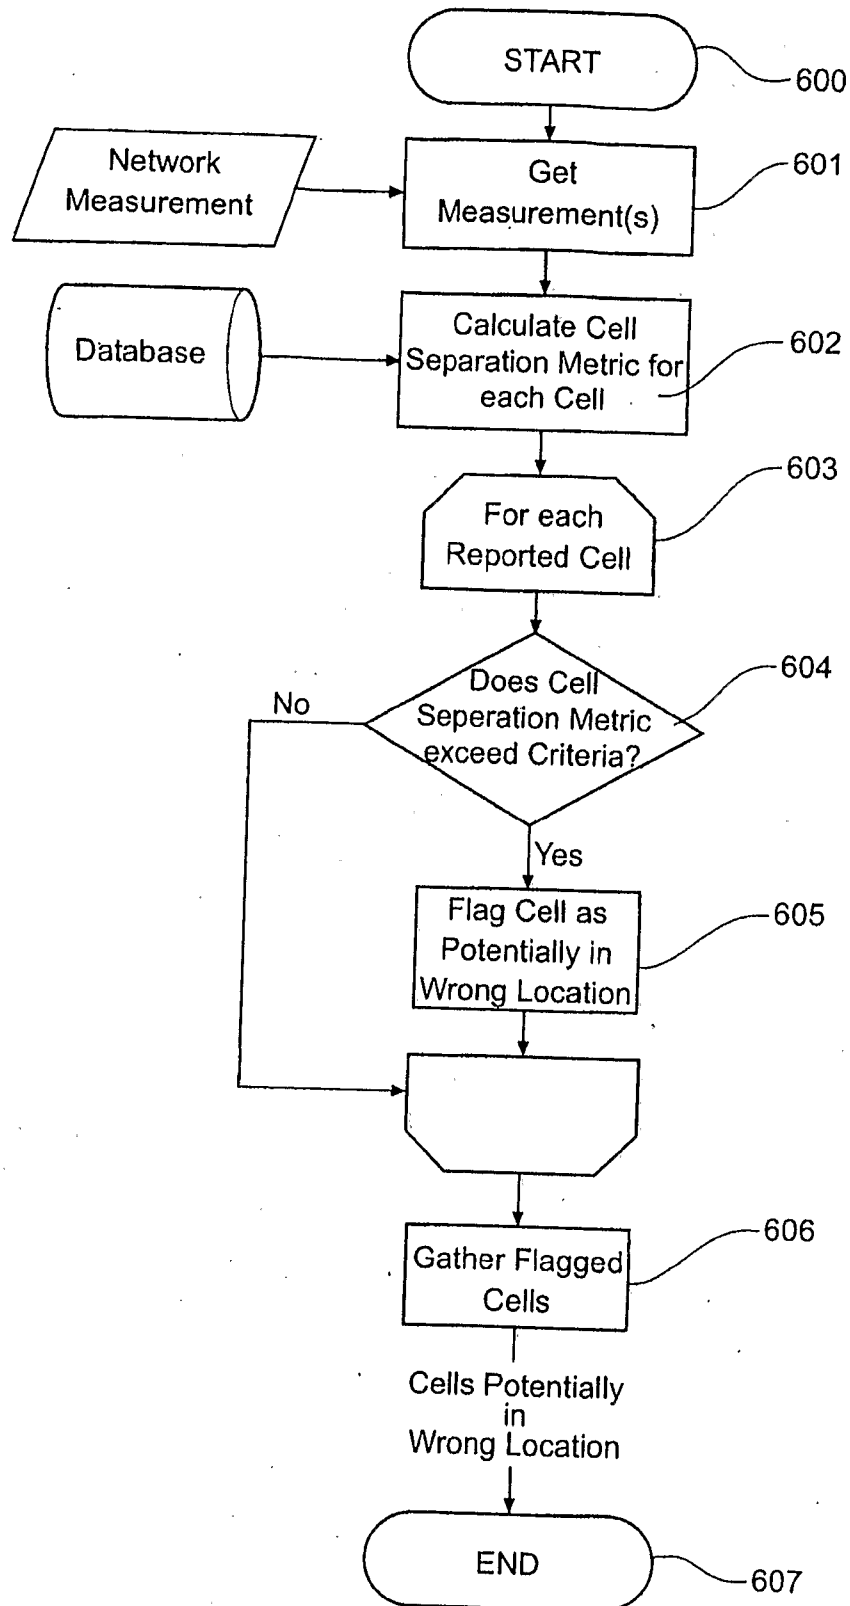 START
600
Network
Measurement
Get
Measurement(s)
601
Database
Calculate Cell
Separation Metric for
each Cell
602
For each
Reported Cell
603
Does Cell
Seperation Metric
exceed Criteria?
604
No
Yes
Flag Cell as
Potentially in
Wrong Location
605
Gather Flagged
Cells
606
Cells Potentially
in
Wrong Location
END
607